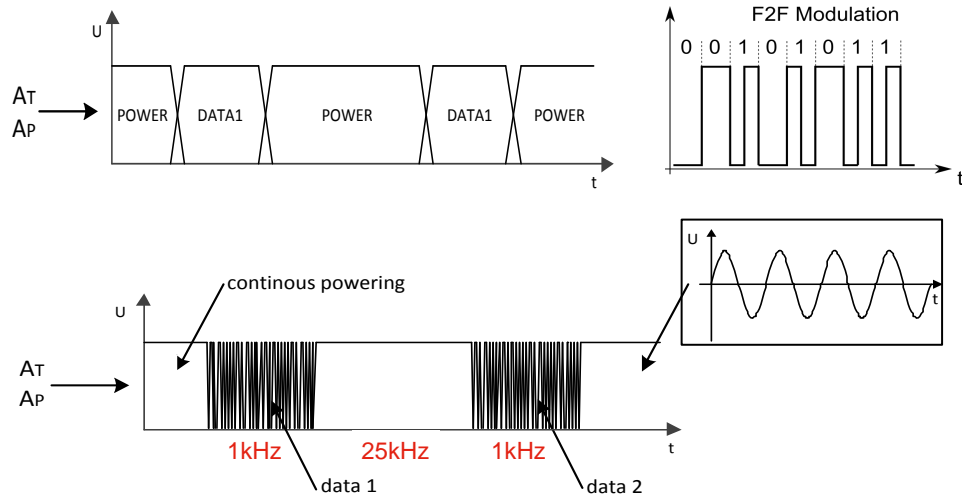 F2F Modulation
0 0 1 0 1 0 1 1
U
AT
AP
POWER DATA1 POWER DATA1 POWER
t
t
U
t
continous powering
U
AT
AP
t
1kHz 25kHz 1kHz
data 1
data 2